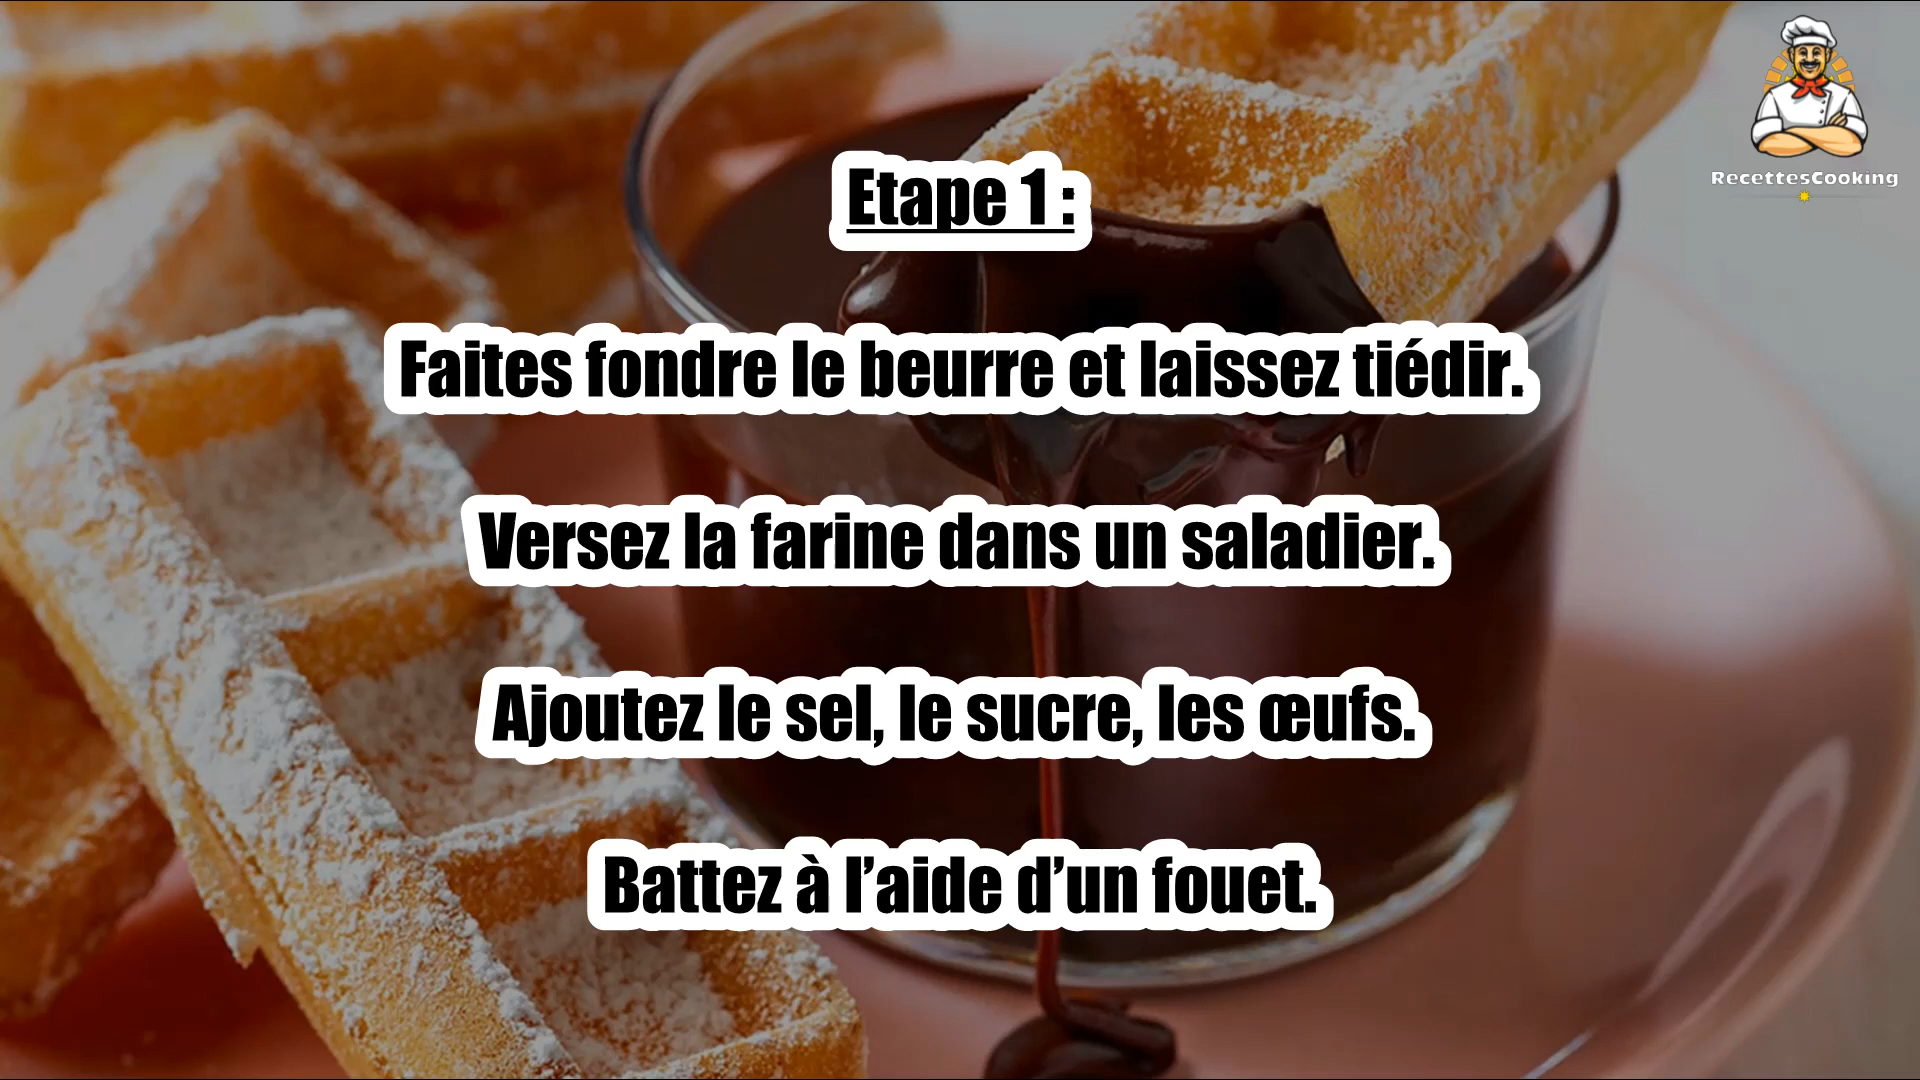 RecettesCooking
Etape 1 :
Faites fondre le beurre et laissez tiédir.
Versez la farine dans un saladier.
Ajoutez le sel, le sucre, les œufs.
Battez à l’aide d’un fouet.